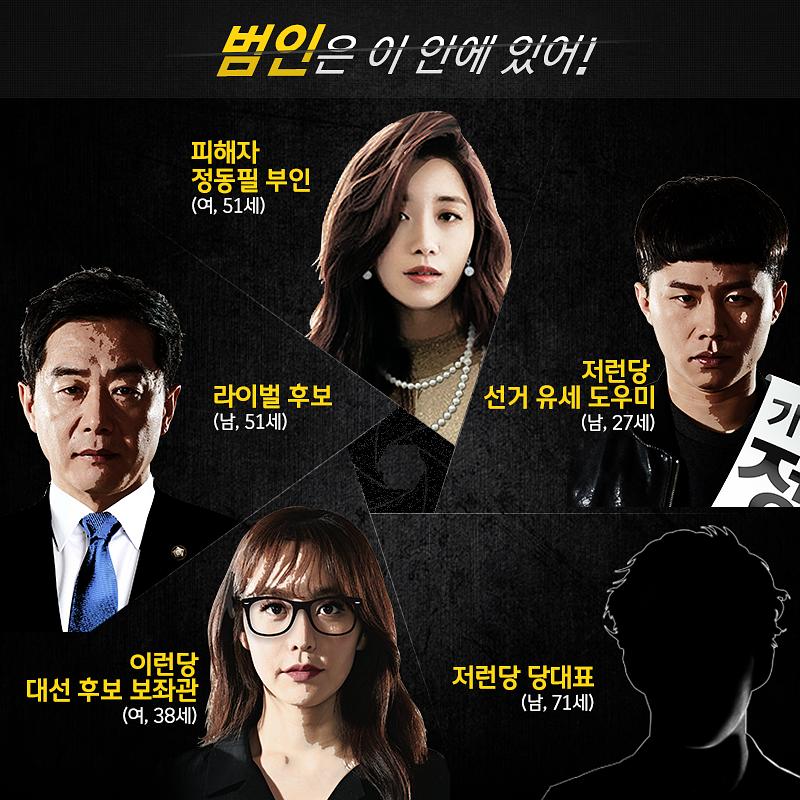 범인은 이 안에 있어!
피해자
정동필 부인
(여, 51세)
라이벌 후보
(남, 51세)
저런당
선거 유세 도우미
(남, 27세)
기
정
이런당
대선 후보 보좌관
(여, 38세)
저런당 당대표
(남, 71세)